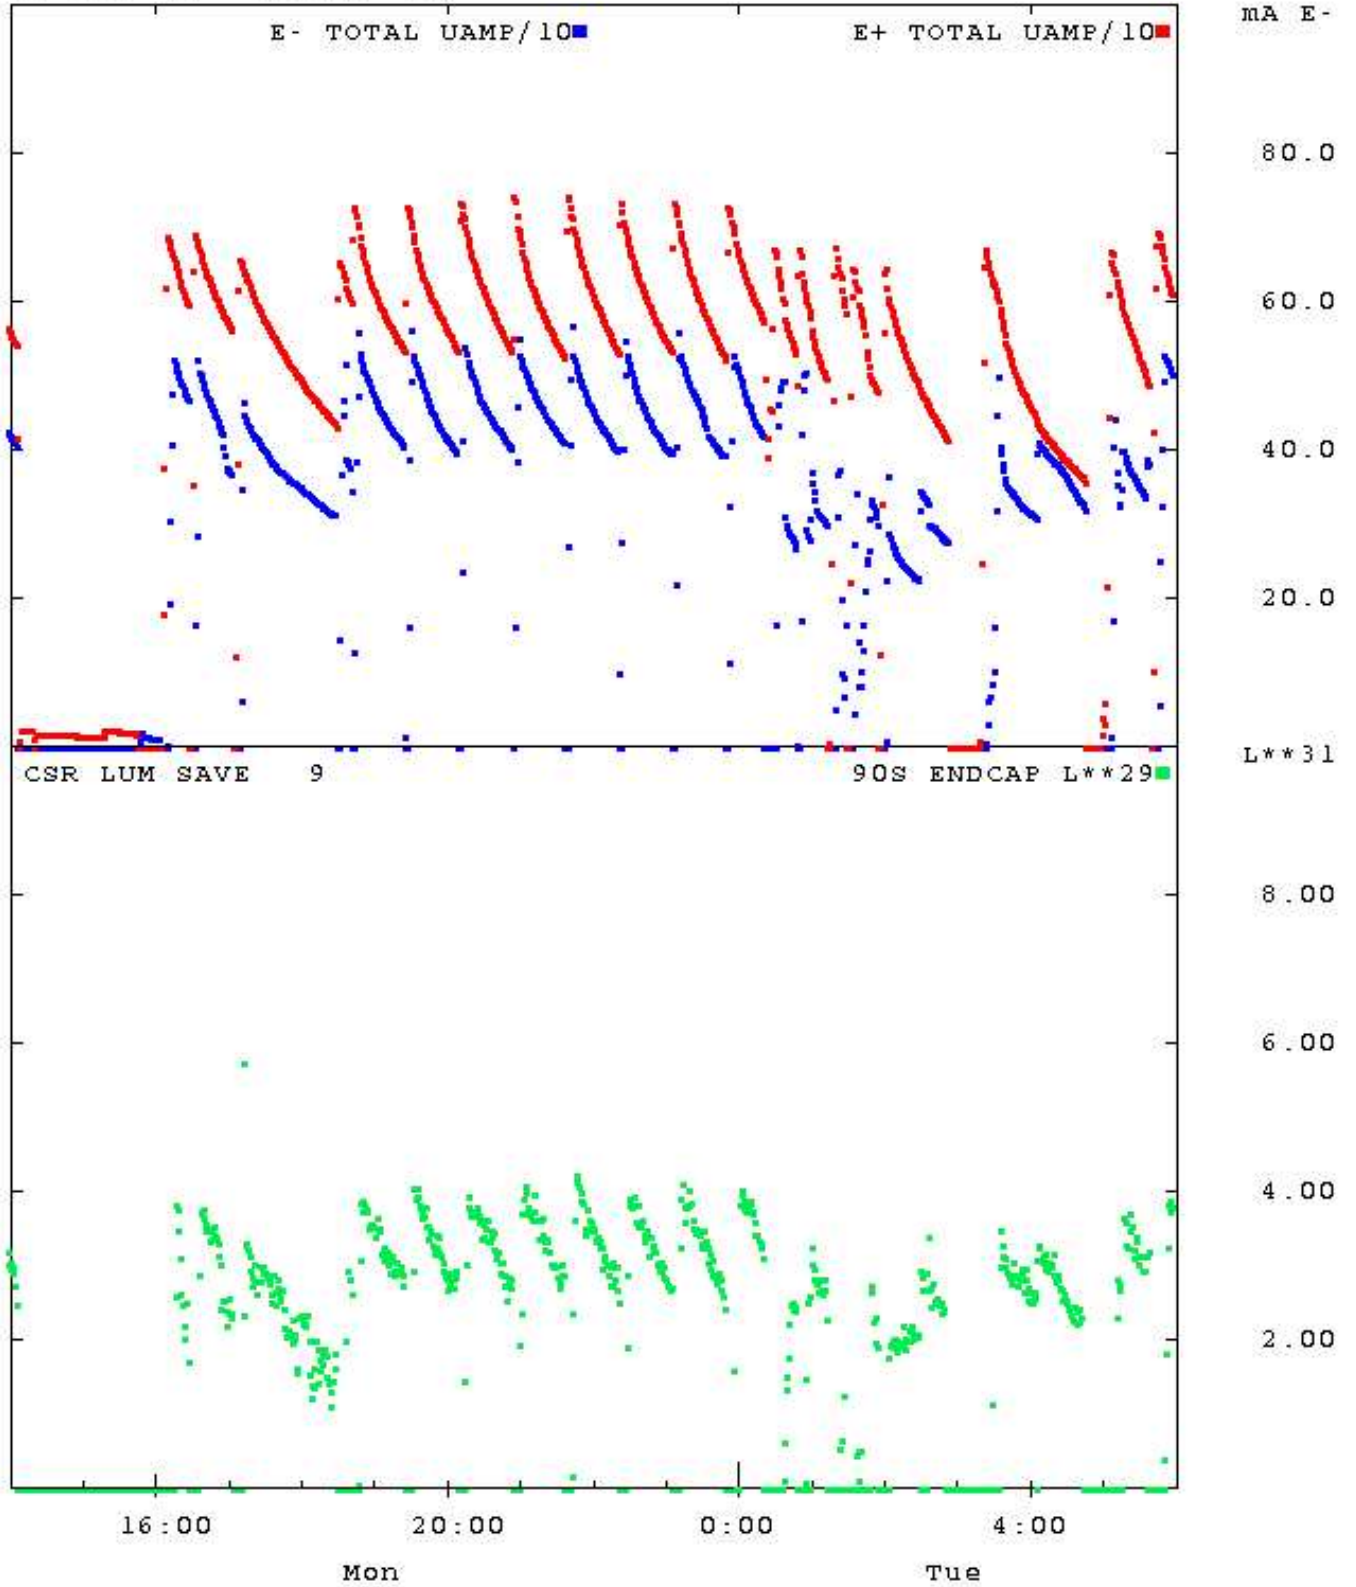 mA E-
E- TOTAL UAMP/10
E+ TOTAL UAMP/10
80.0
60.0
40.0
20.0
L**31
CSR LUM SAVE 9
90S ENDCAP L**29
8.00
6.00
4.00
2.00
16:00 20:00 0:00 4:00
Mon Tue